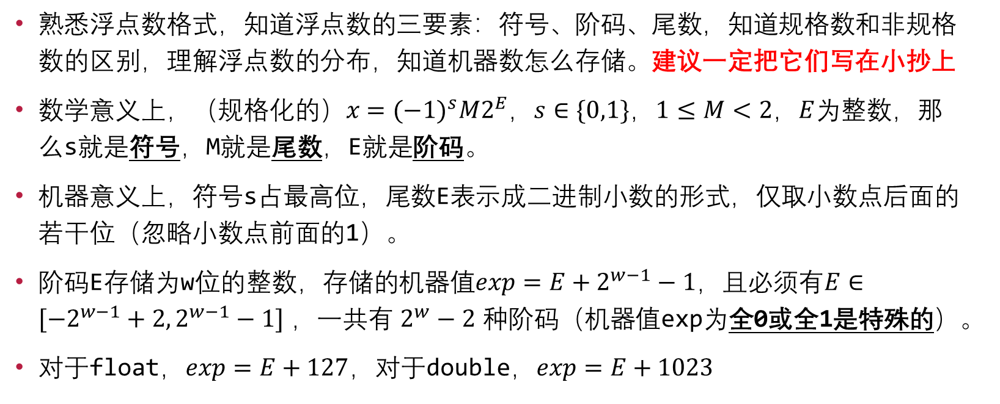 • 熟悉浮点数格式，知道浮点数的三要素：符号、阶码、尾数，知道规格数和非规格
数的区别，理解浮点数的分布，知道机器数怎么存储。建议一定把它们写在小抄上
• 数学意义上，（规格化的）x = (−1)^s M2^E，s ∈ {0,1}，1 ≤ M < 2，E为整数，那
么s就是符号，M就是尾数，E就是阶码。
• 机器意义上，符号s占最高位，尾数E表示成二进制小数的形式，仅取小数点后面的
若干位（忽略小数点前面的1）。
• 阶码E存储为w位的整数，存储的机器值exp = E + 2^{w−1} − 1，且必须有E ∈
[−2^{w−1} + 2, 2^{w−1} − 1]，一共有 2^w − 2 种阶码（机器值exp为全0或全1是特殊的）。
• 对于float，exp = E + 127，对于double，exp = E + 1023